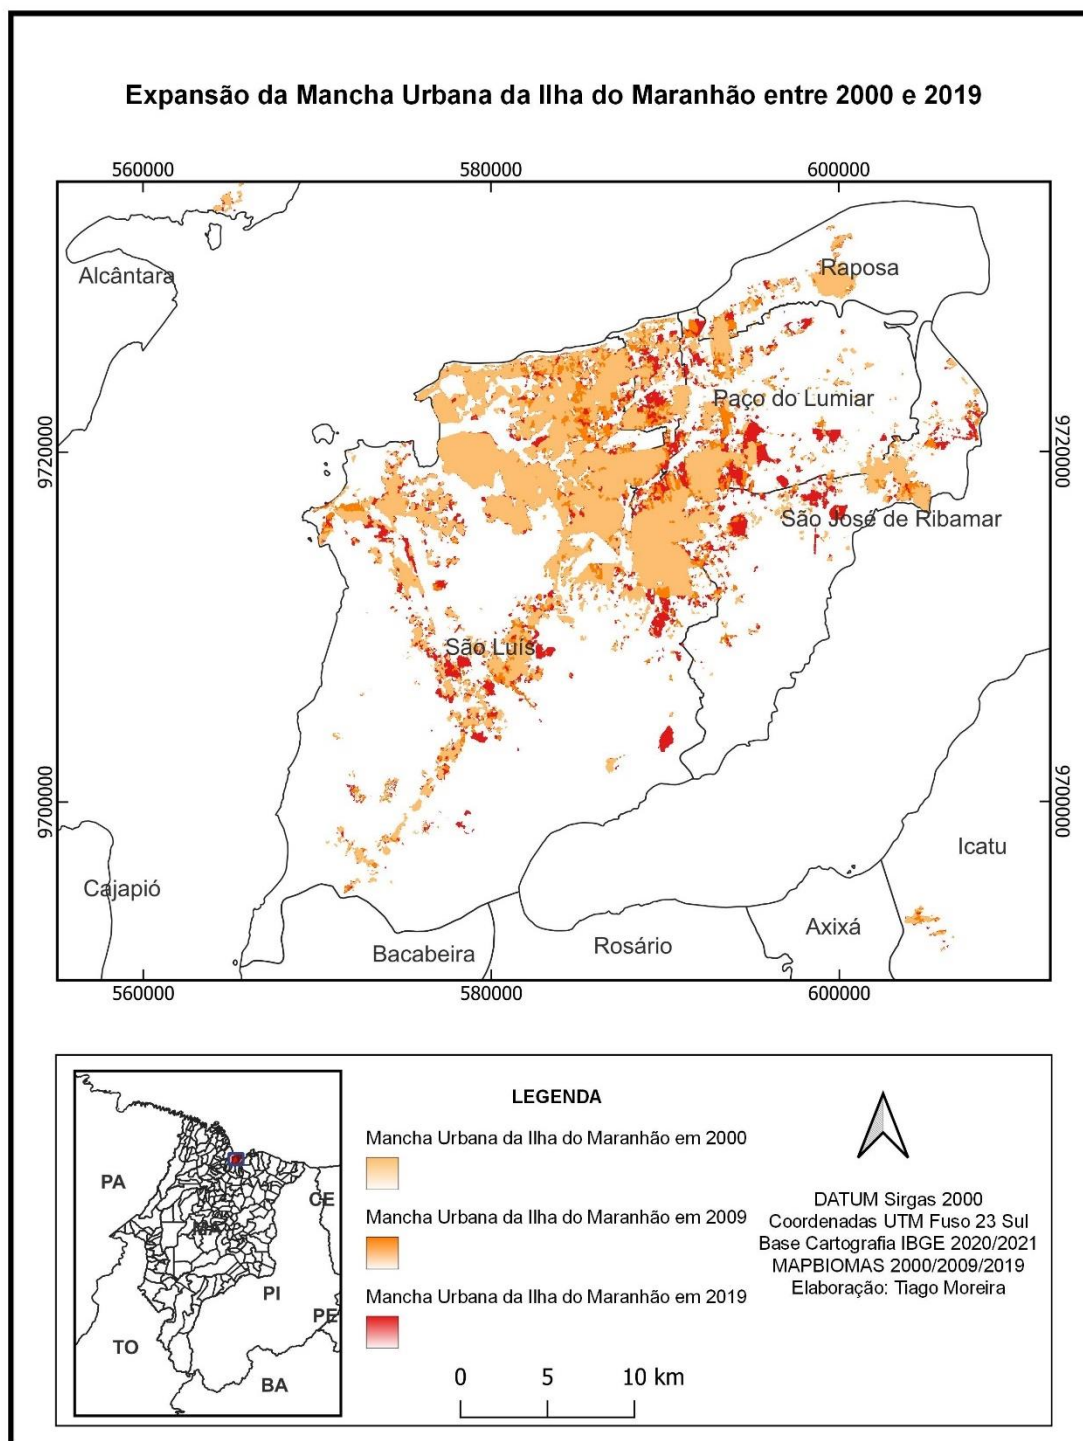 Expansão da Mancha Urbana da Ilha do Maranhão entre 2000 e 2019
560000 580000 600000
Alcântara
Raposa
Paço do Lumiar
9720000 9720000
São José de Ribamar
São Luís
9700000 9700000
Icatu
Cajapió
Axixá
Rosário
Bacabeira
560000 580000 600000
LEGENDA
Mancha Urbana da Ilha do Maranhão em 2000
Mancha Urbana da Ilha do Maranhão em 2009
Mancha Urbana da Ilha do Maranhão em 2019
0 5 10 km
PA
CE
MA
PI
PE
TO
BA
DATUM Sirgas 2000
Coordenadas UTM Fuso 23 Sul
Base Cartografia IBGE 2020/2021
MAPBIOMAS 2000/2009/2019
Elaboração: Tiago Moreira